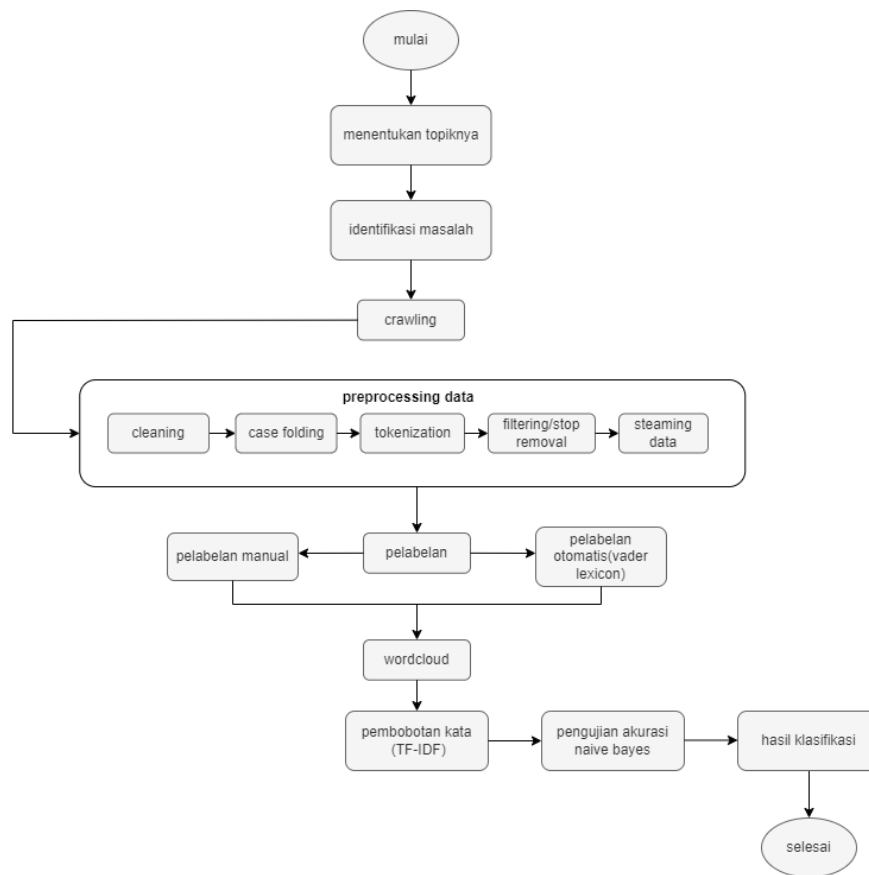 mulai
menentukan topiknya
identifikasi masalah
crawling
preprocessing data
cleaning
case folding
tokenization
filtering/stop
removal
steaming
data
pelabelan manual
pelabelan
pelabelan
otomatis(vader
lexicon)
wordcloud
pembobotan kata
(TF-IDF)
pengujian akurasi
naive bayes
hasil klasifikasi
selesai